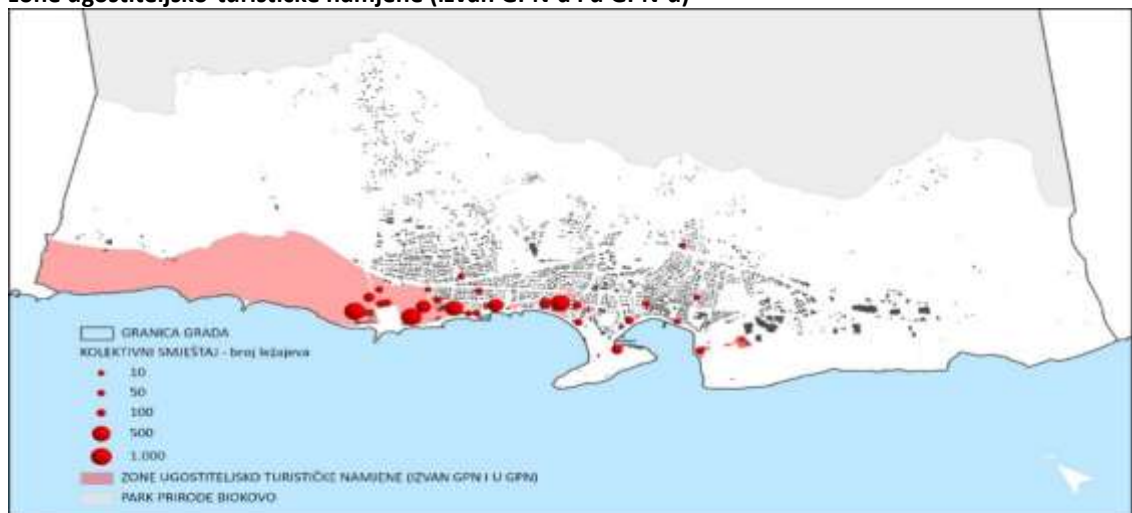 zone ugostiteljsko-turističke namjene (izvan GPN-a i u GPN-u)
GRANICA GRADA
KOLEKTIVNI SMJEŠTAJ - broj ležajeva
10
50
100
500
1.000
ZONE UGOSTITELJSKO TURISTIČKE NAMJENE (IZVAN GPN I U GPN)
PARK PRIRODE BIOKOVO